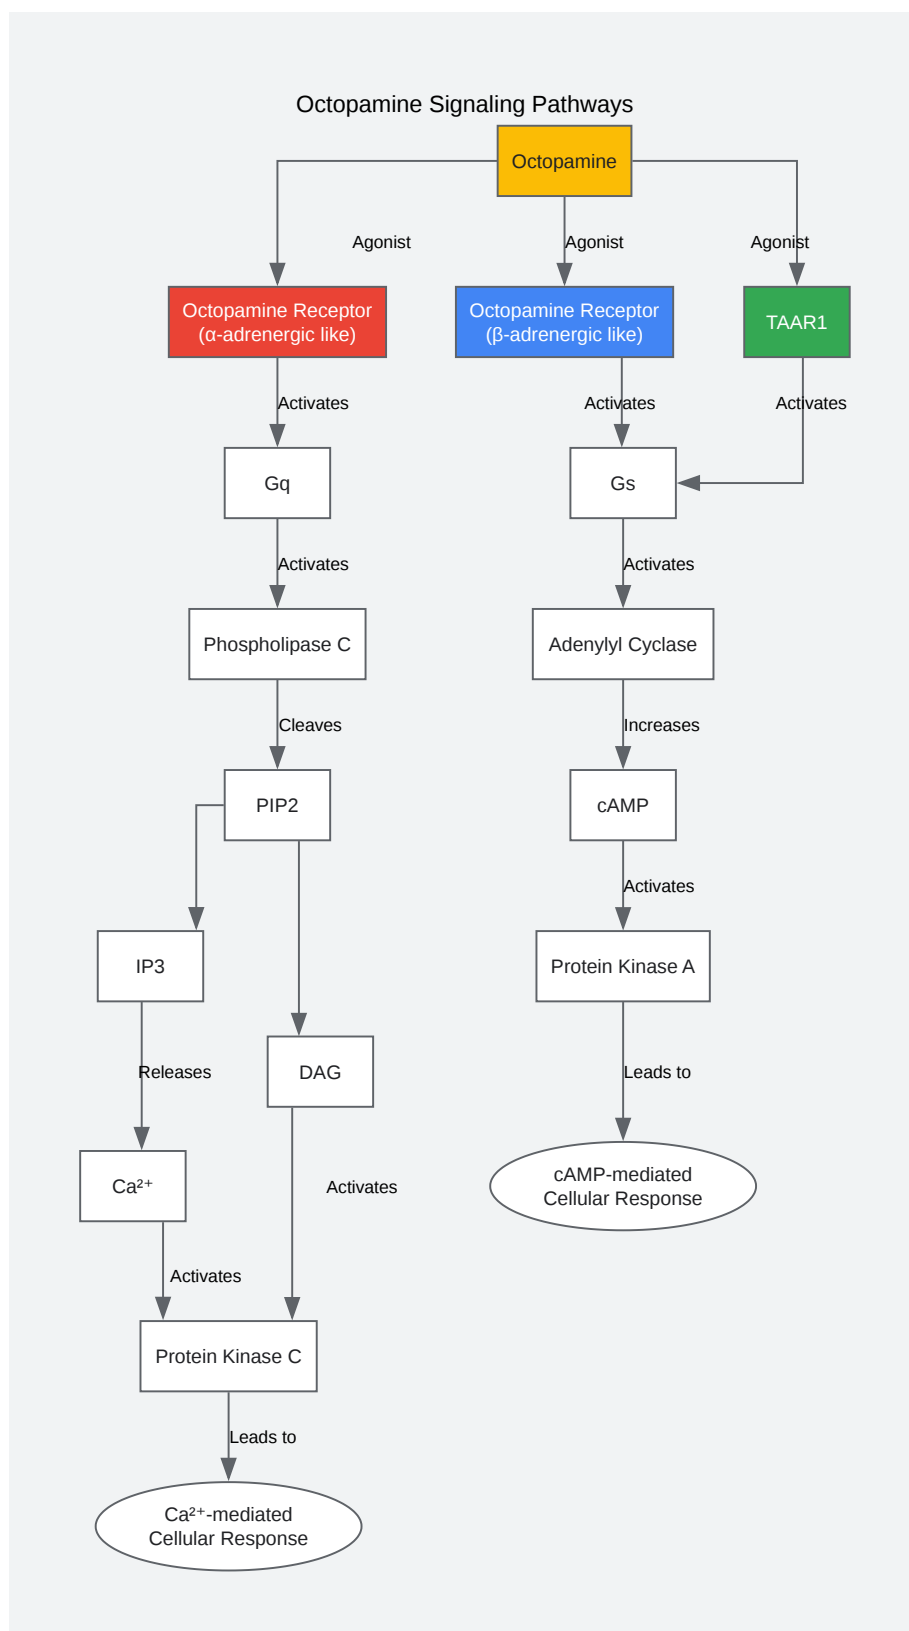 Octopamine Signaling Pathways
Octopamine
Agonist
Agonist
Agonist
Octopamine Receptor
(α-adrenergic like)
Octopamine Receptor
(β-adrenergic like)
TAAR1
Activates
Activates
Activates
Gq
Gs
Activates
Activates
Phospholipase C
Adenylyl Cyclase
Cleaves
Increases
PIP2
cAMP
Activates
IP3
Protein Kinase A
Releases
DAG
Leads to
Ca²⁺
Activates
cAMP-mediated
Cellular Response
Activates
Protein Kinase C
Leads to
Ca²⁺-mediated
Cellular Response